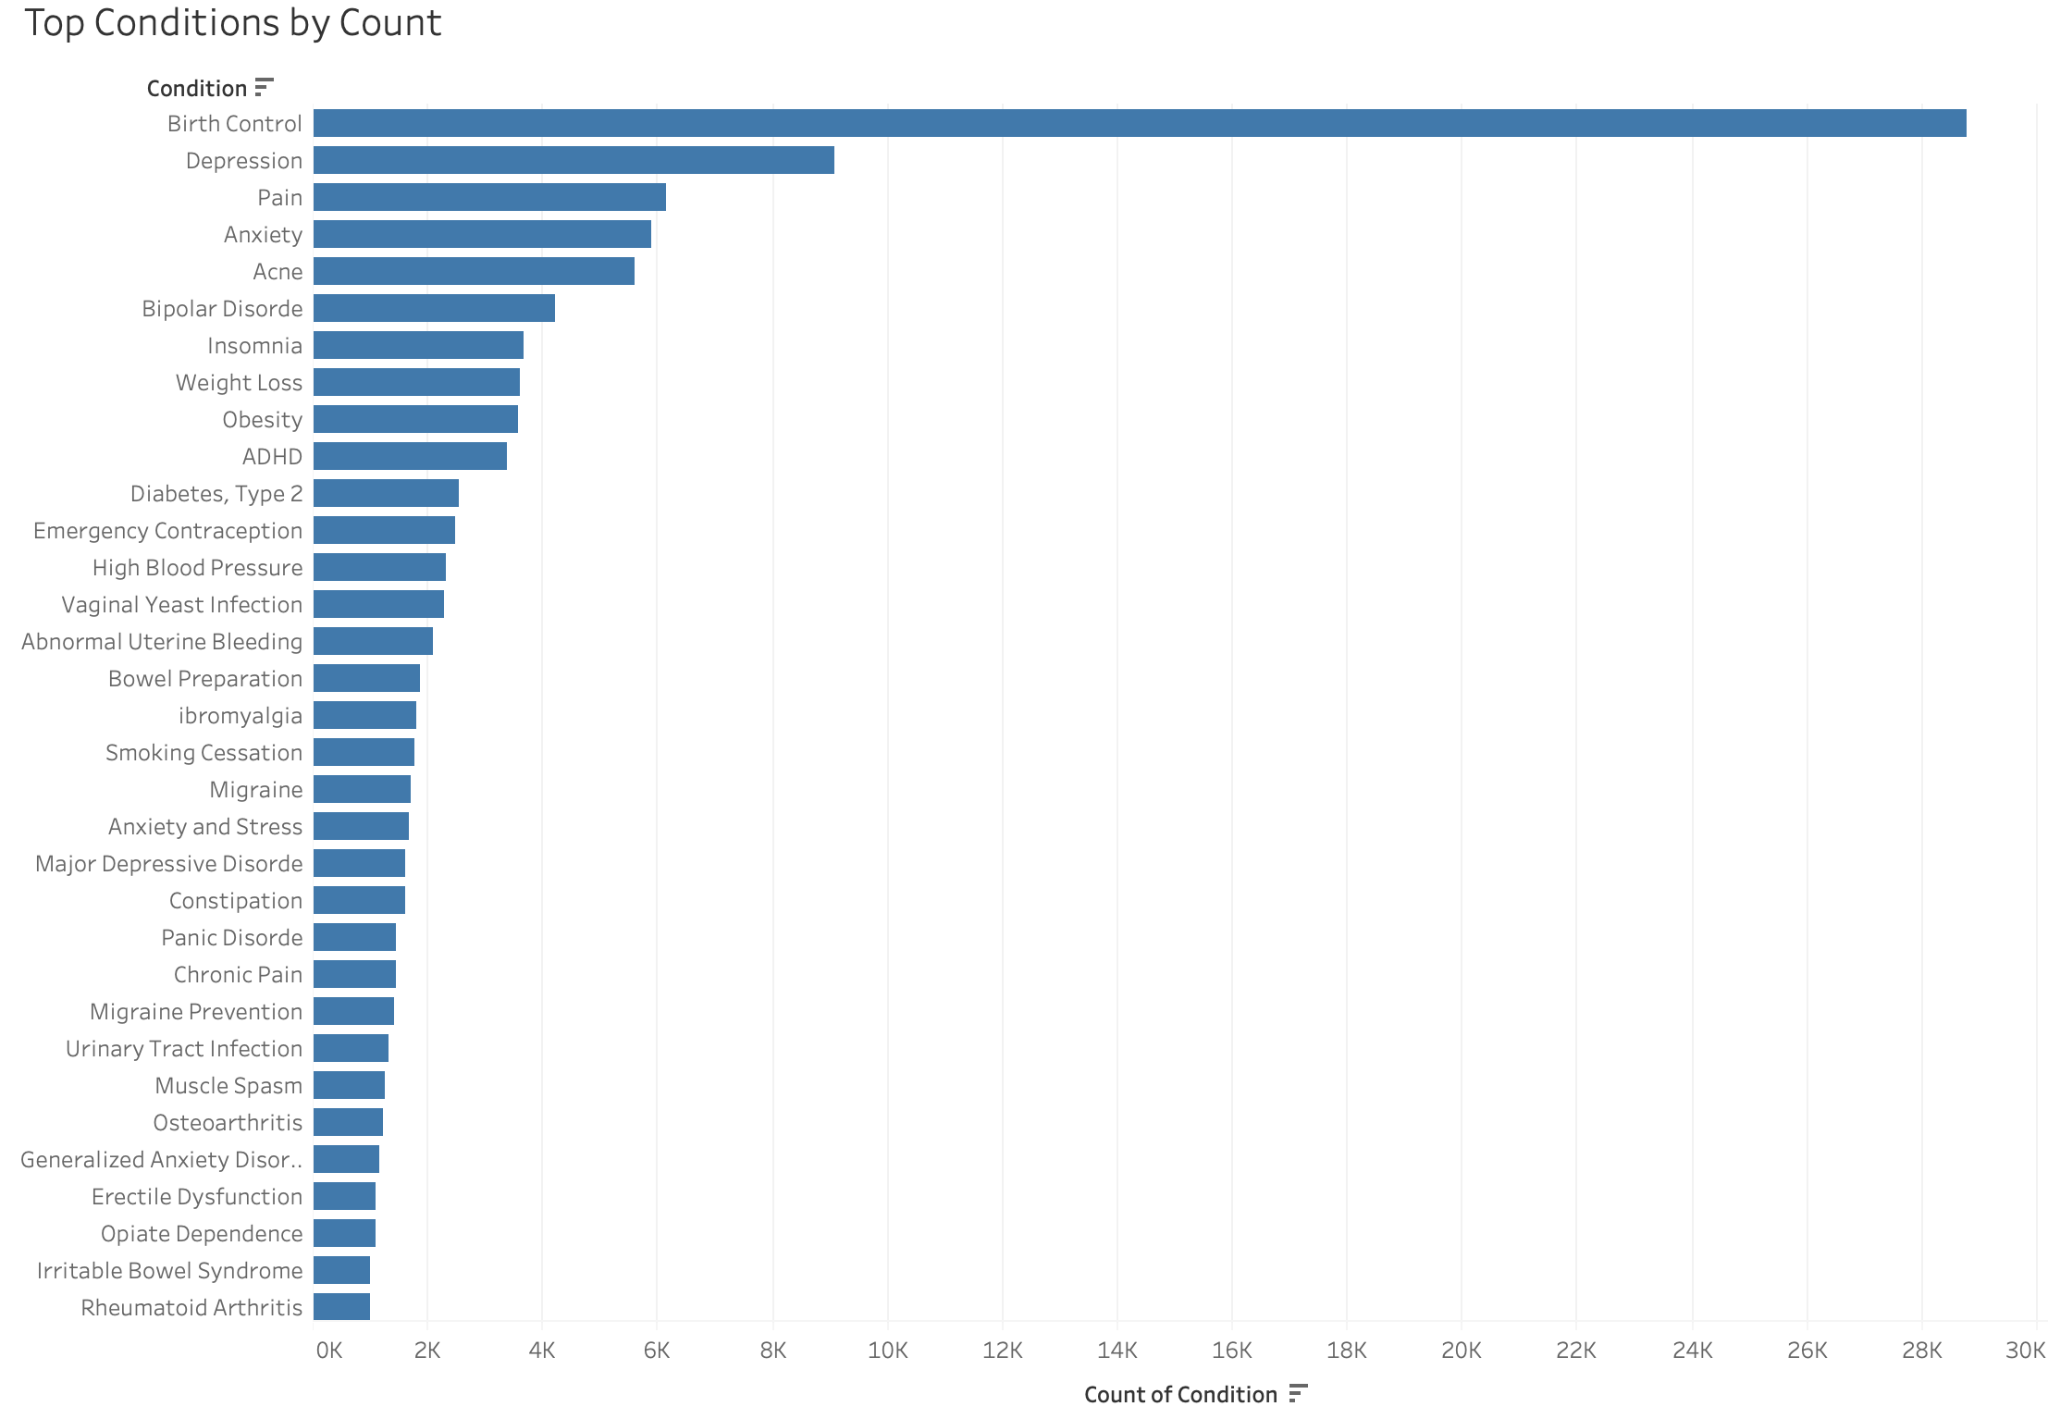 Top Conditions by Count
Condition
Birth Control
Depression
Pain
Anxiety
Acne
Bipolar Disorde
Insomnia
Weight Loss
Obesity
ADHD
Diabetes, Type 2
Emergency Contraception
High Blood Pressure
Vaginal Yeast Infection
Abnormal Uterine Bleeding
Bowel Preparation
ibromyalgia
Smoking Cessation
Migraine
Anxiety and Stress
Major Depressive Disorde
Constipation
Panic Disorde
Chronic Pain
Migraine Prevention
Urinary Tract Infection
Muscle Spasm
Osteoarthritis
Generalized Anxiety Disor..
Erectile Dysfunction
Opiate Dependence
Irritable Bowel Syndrome
Rheumatoid Arthritis
0K 2K 4K 6K 8K 10K 12K 14K 16K 18K 20K 22K 24K 26K 28K 30K
Count of Condition